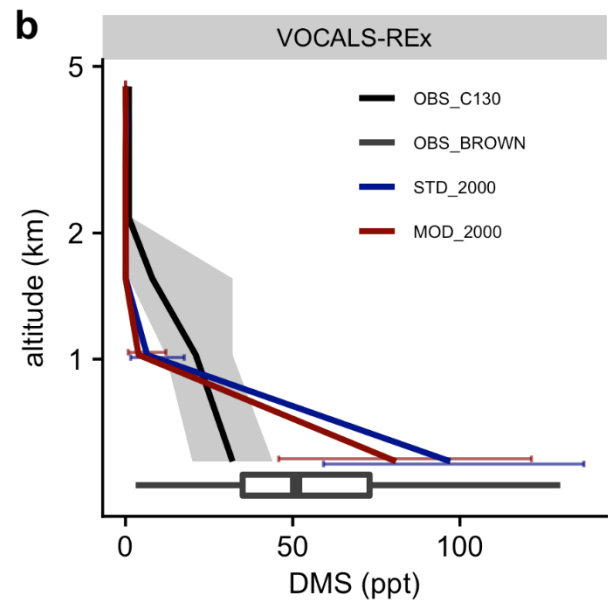 b
VOCALS-REx
5
OBS_C130
OBS_BROWN
STD_2000
MOD_2000
2
altitude (km)
1
0
50
100
DMS (ppt)